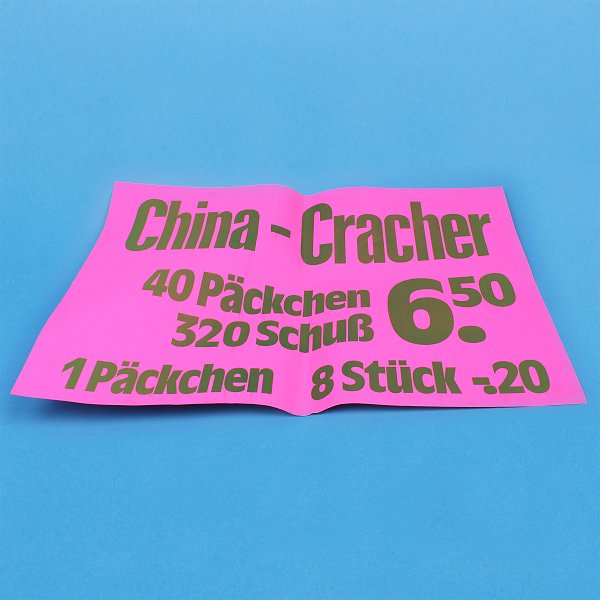 China - Cracher
40 Päckchen 6.50
320 Schuß
1 Päckchen 8 Stück -.20